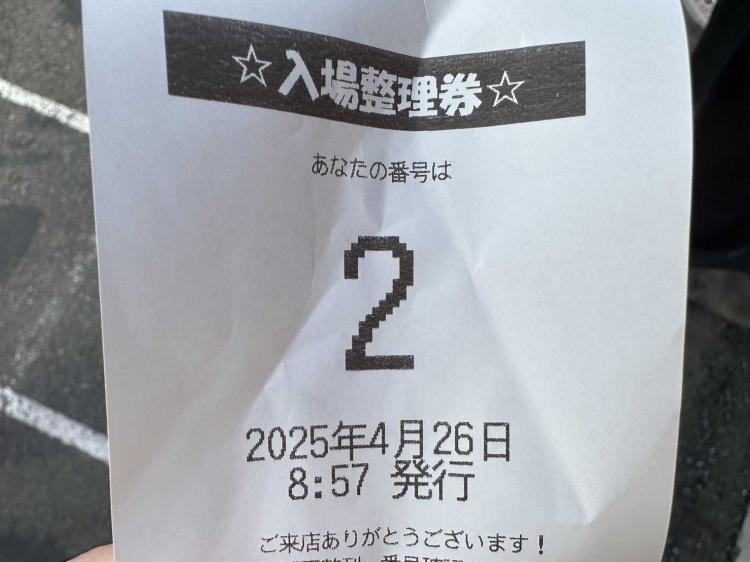 ☆入場整理券☆
あなたの番号は
2
2025年4月26日
8:57 発行
ご来店ありがとうございます！